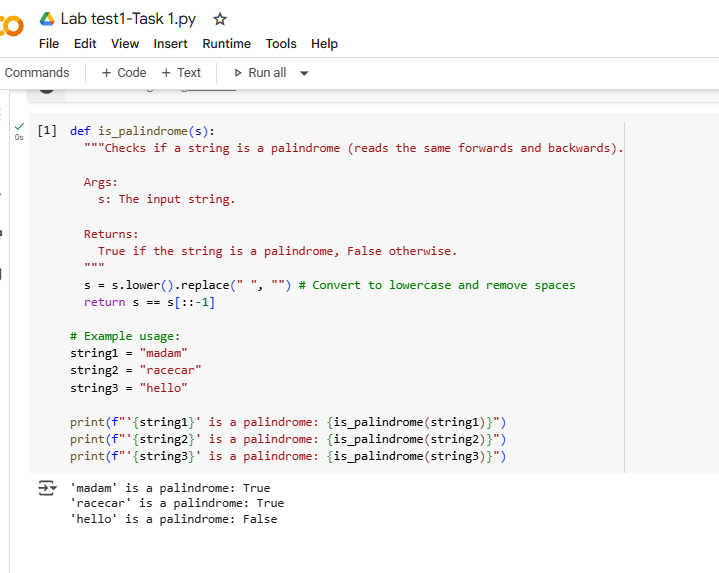 Lab test1-Task 1.py
File Edit View Insert Runtime Tools Help
Commands + Code + Text Run all
[1] def is_palindrome(s):
"""Checks if a string is a palindrome (reads the same forwards and backwards).
0s
Args:
s: The input string.
Returns:
True if the string is a palindrome, False otherwise.
"""
s = s.lower().replace(" ", "") # Convert to lowercase and remove spaces
return s == s[::-1]
# Example usage:
string1 = "madam"
string2 = "racecar"
string3 = "hello"
print(f"'{string1}' is a palindrome: {is_palindrome(string1)}")
print(f"'{string2}' is a palindrome: {is_palindrome(string2)}")
print(f"'{string3}' is a palindrome: {is_palindrome(string3)}")
'madam' is a palindrome: True
'racecar' is a palindrome: True
'hello' is a palindrome: False